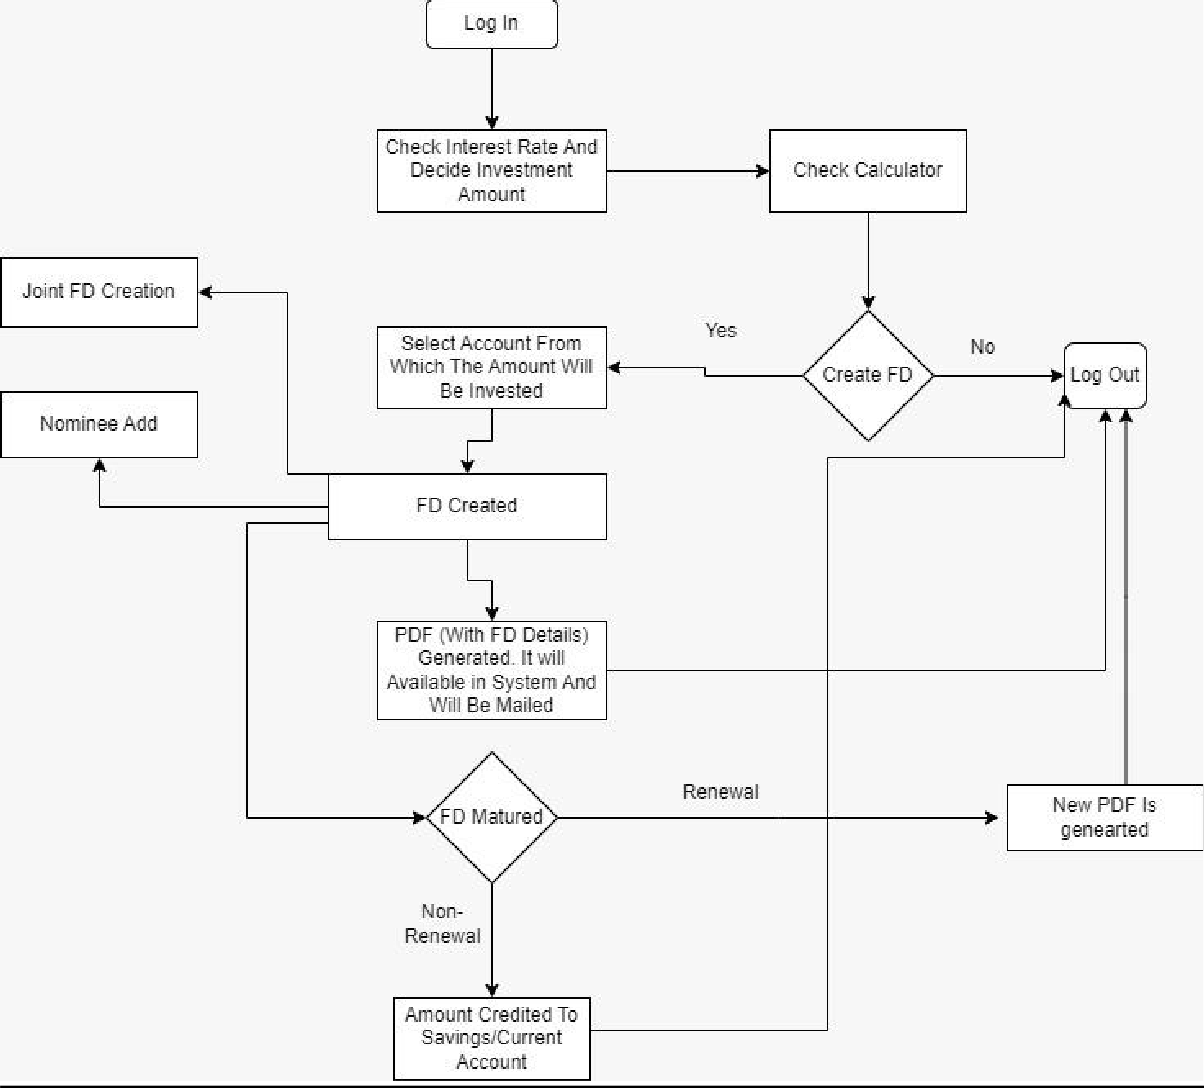 Log In
Check Interest Rate And
Decide Investment
Amount
Check Calculator
Joint FD Creation
Select Account From
Which The Amount Will
Be Invested
Yes
Create FD
No
Log Out
Nominee Add
FD Created
PDF (With FD Details)
Generated. It will
Available in System And
Will Be Mailed
FD Matured
Renewal
New PDF Is
genearted
Non-
Renewal
Amount Credited To
Savings/Current
Account